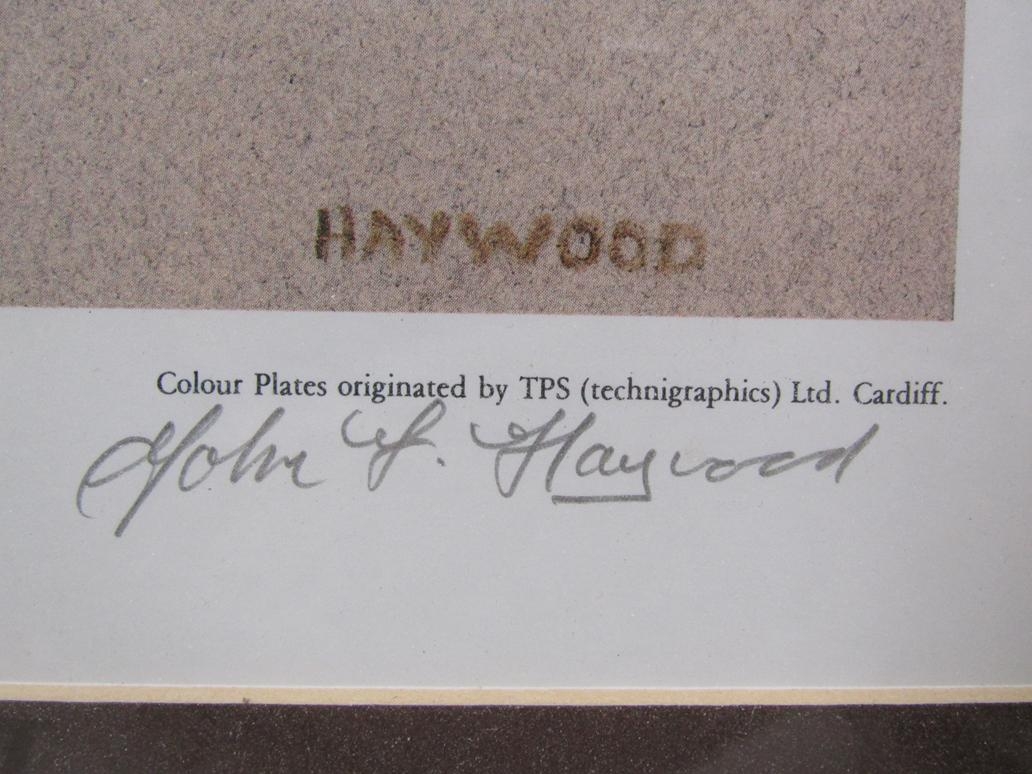 HAYWOOD
Colour Plates originated by TPS (technigraphics) Ltd. Cardiff.
John Haywood